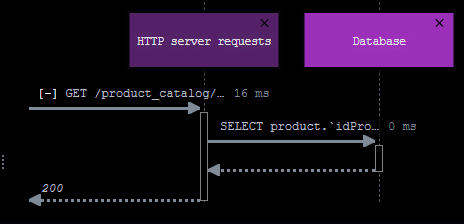 HTTP server requests
Database
[–] GET /product_catalog/… 16 ms
SELECT product.`idPro… 0 ms
200